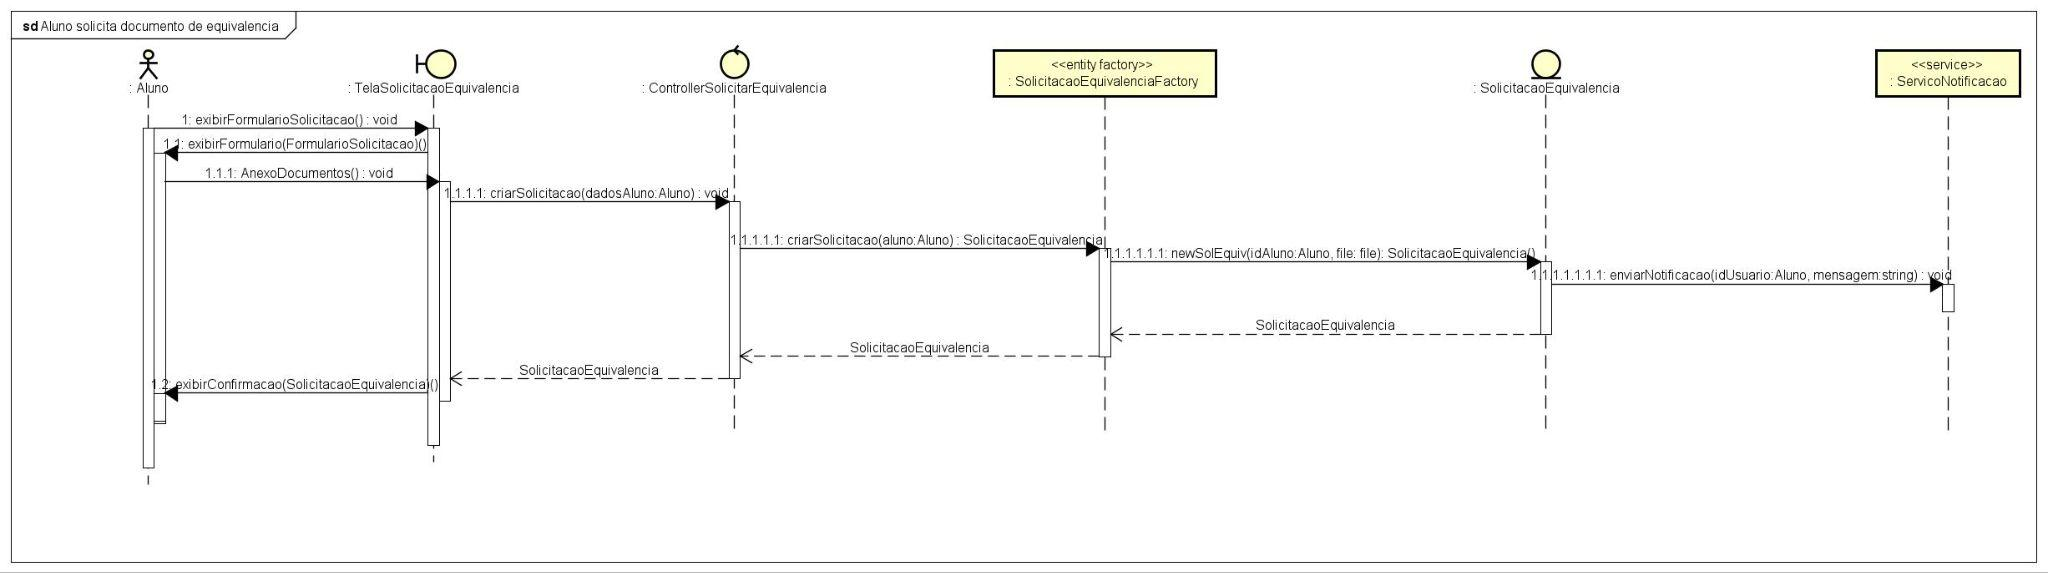 sd Aluno solicita documento de equivalencia
: Aluno
: TelaSolicitacaoEquivalencia
: ControllerSolicitarEquivalencia
<<entity factory>>
: SolicitacaoEquivalenciaFactory
: SolicitacaoEquivalencia
<<service>>
: ServicoNotificacao
1: exibirFormularioSolicitacao() : void
1.1: exibirFormulario(FormularioSolicitacao)()
1.1.1: AnexoDocumentos() : void
1.1.1.1: criarSolicitacao(dadosAluno:Aluno) : void
1.1.1.1.1: criarSolicitacao(aluno:Aluno) : SolicitacaoEquivalencia
1.1.1.1.1.1: newSolEquiv(idAluno:Aluno, file: file): SolicitacaoEquivalencia()
1.1.1.1.1.1.1: enviarNotificacao(idUsuario:Aluno, mensagem:string) : void
SolicitacaoEquivalencia
SolicitacaoEquivalencia
SolicitacaoEquivalencia
1.2: exibirConfirmacao(SolicitacaoEquivalencia)()